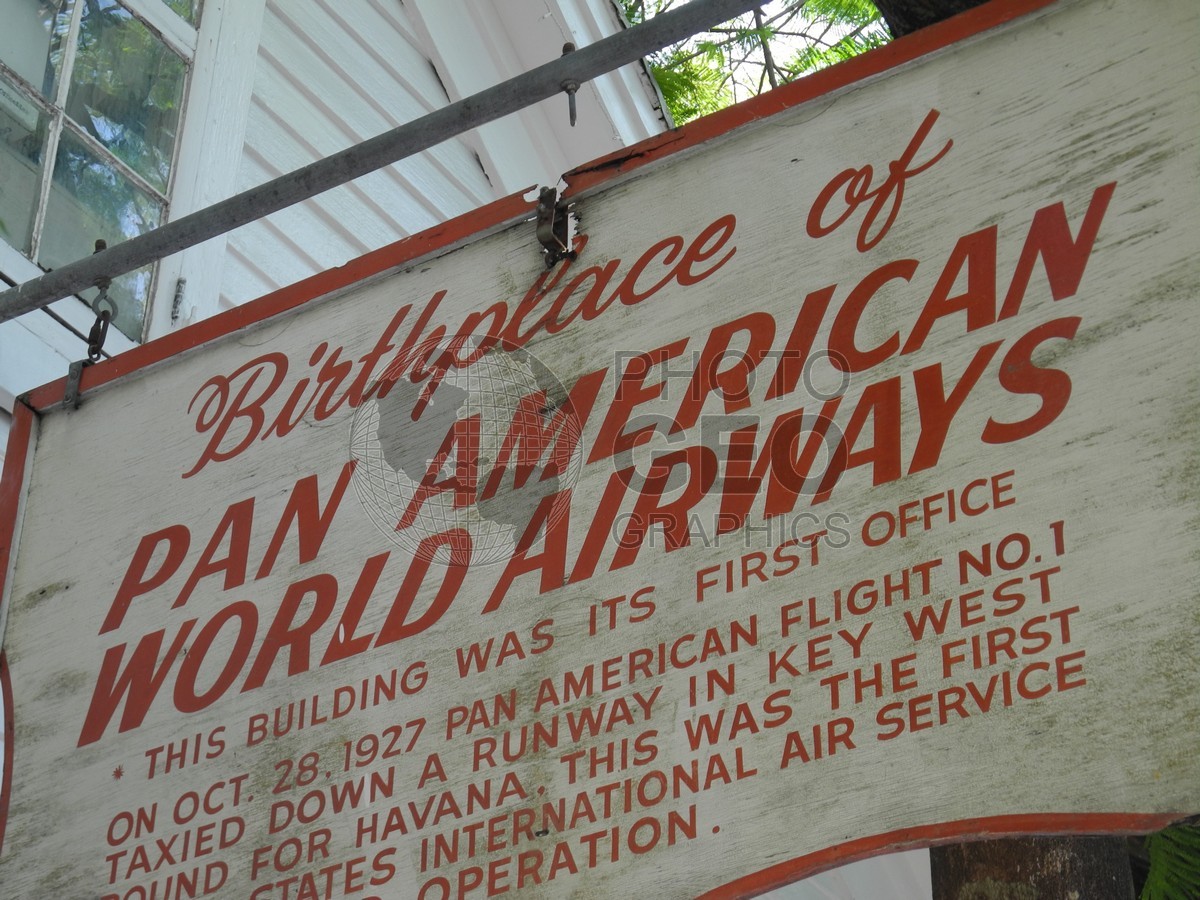 Birthplace of
PAN AMERICAN
WORLD AIRWAYS
* THIS BUILDING WAS ITS FIRST OFFICE
ON OCT. 28, 1927 PAN AMERICAN FLIGHT NO. 1
TAXIED DOWN A RUNWAY IN KEY WEST
BOUND FOR HAVANA. THIS WAS THE FIRST
STATES INTERNATIONAL AIR SERVICE
OPERATION.
PHOTO
GEO
GRAPHICS